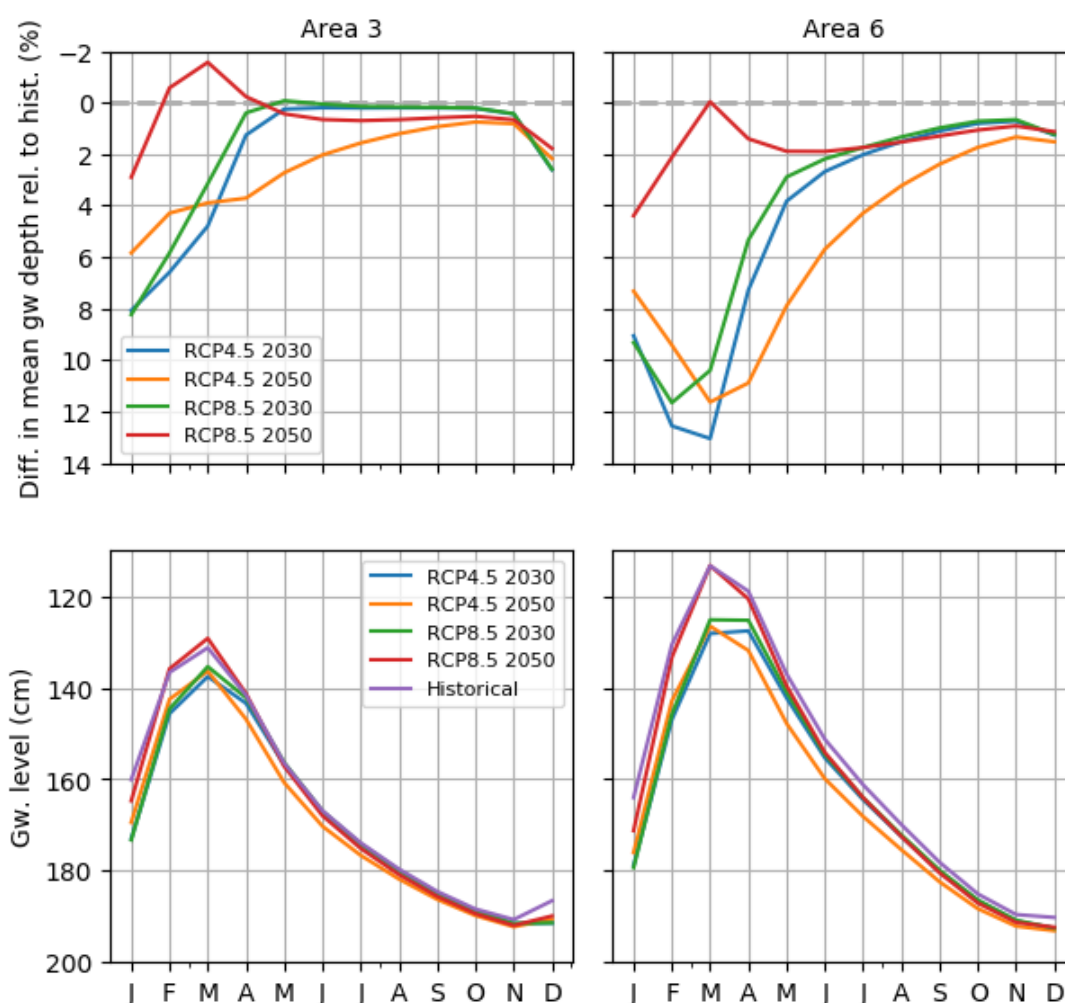 Area 3
Area 6
Diff. in mean gw depth rel. to hist. (%)
−2
0
2
4
6
8
10
12
14
RCP4.5 2030
RCP4.5 2050
RCP8.5 2030
RCP8.5 2050
Gw. level (cm)
120
140
160
180
200
RCP4.5 2030
RCP4.5 2050
RCP8.5 2030
RCP8.5 2050
Historical
J F M A M J J A S O N D
J F M A M J J A S O N D